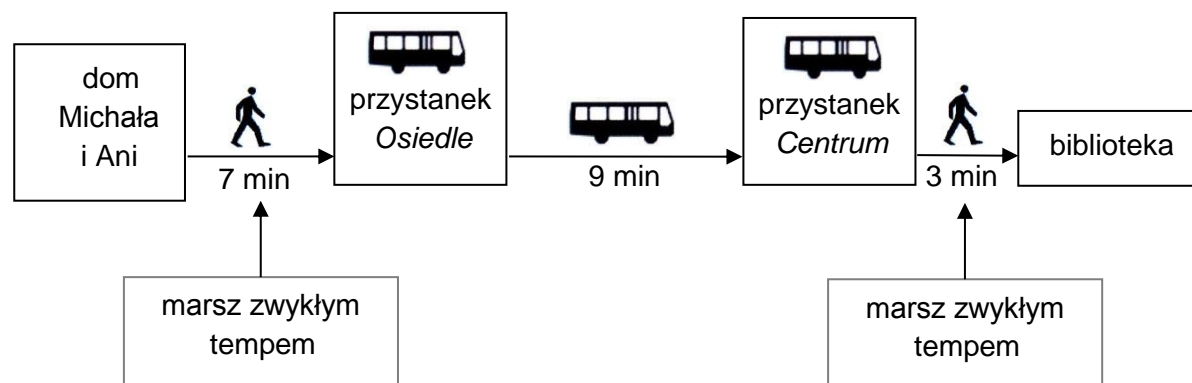 dom
Michała
i Ani
7 min
przystanek
Osiedle
9 min
przystanek
Centrum
3 min
biblioteka
marsz zwykłym
tempem
marsz zwykłym
tempem